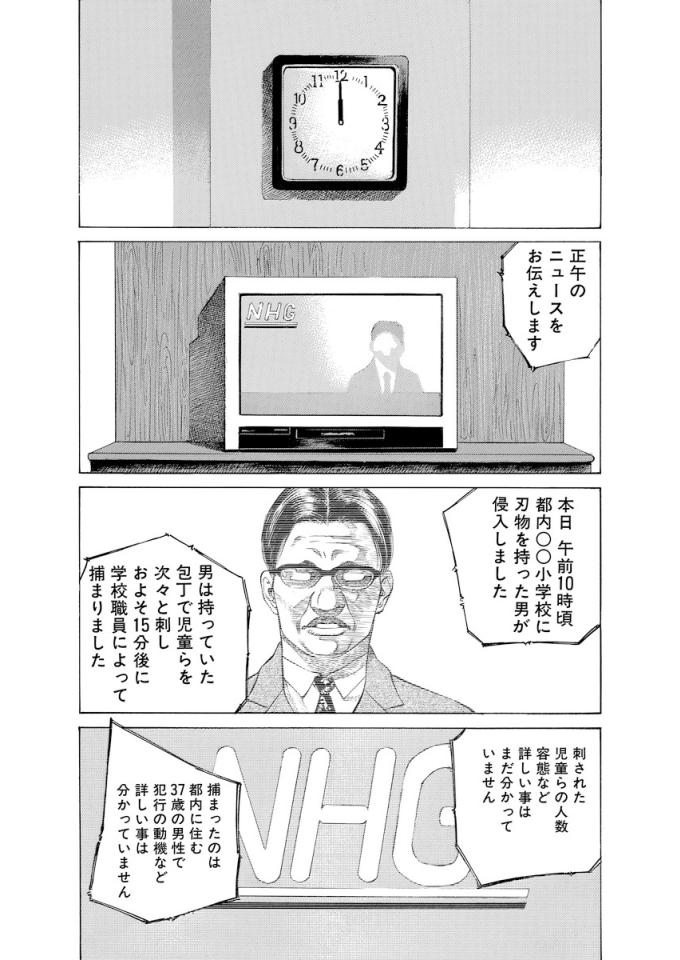 11 12 1
10 2
9 3
8 4
7 6 5
正午の
ニュースを
お伝えします
NHG
本日 午前10時頃
都内○○小学校に
刃物を持った男が
侵入しました
男は持っていた
包丁で児童らを
次々と刺し
およそ15分後に
学校職員によって
捕まりました
刺された
児童らの人数
容態など
詳しい事は
まだ分かって
いません
NHG
捕まったのは
都内に住む
37歳の男性で
犯行の動機など
詳しい事は
分かっていません